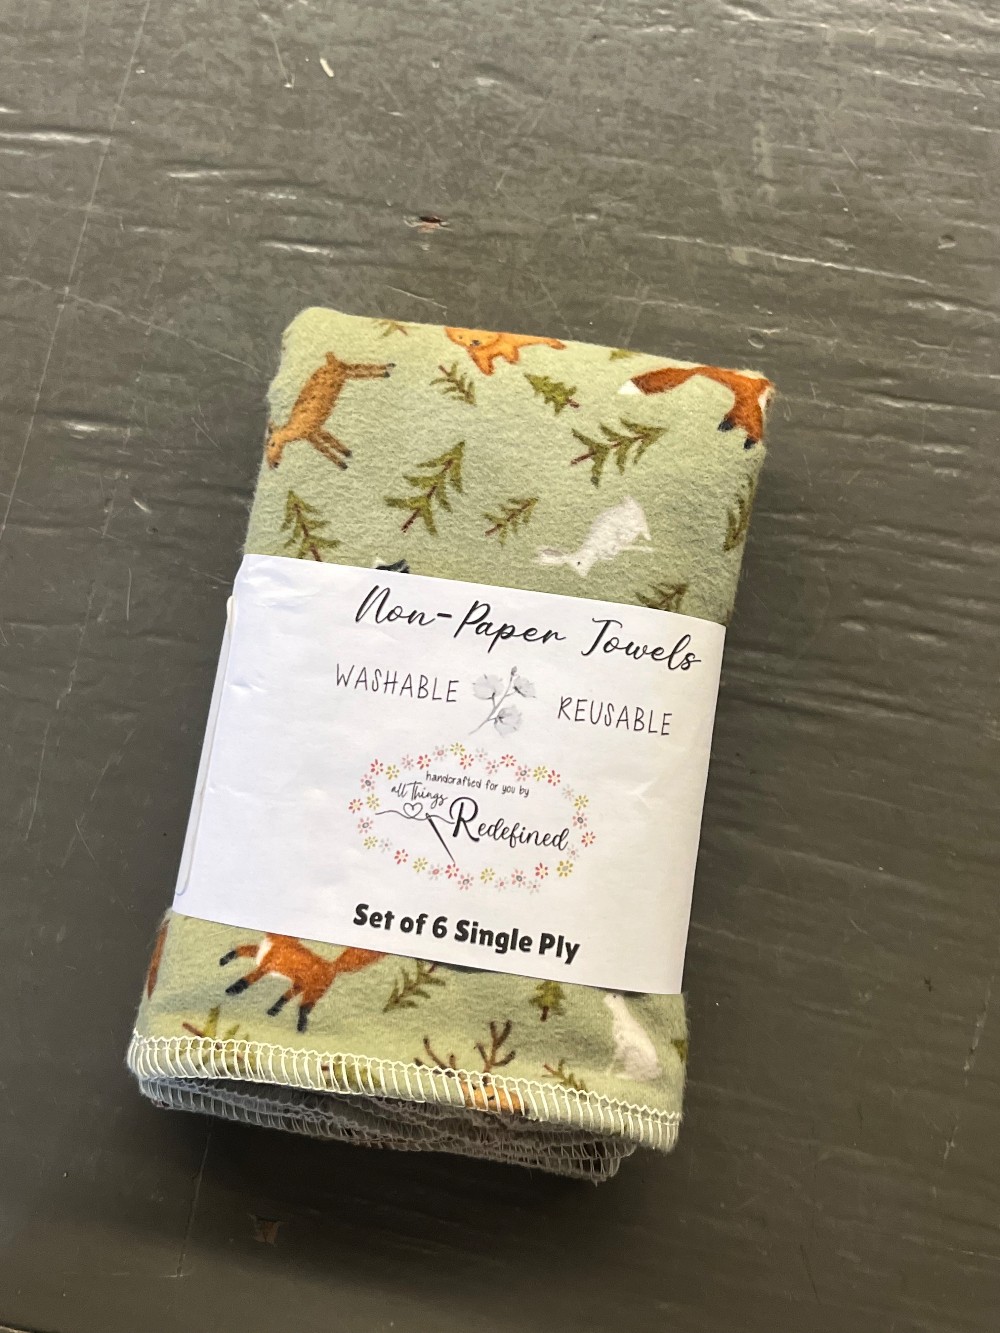 Non-Paper Towels
WASHABLE REUSABLE
handcrafted for you by
all Things
Redefined
Set of 6 Single Ply